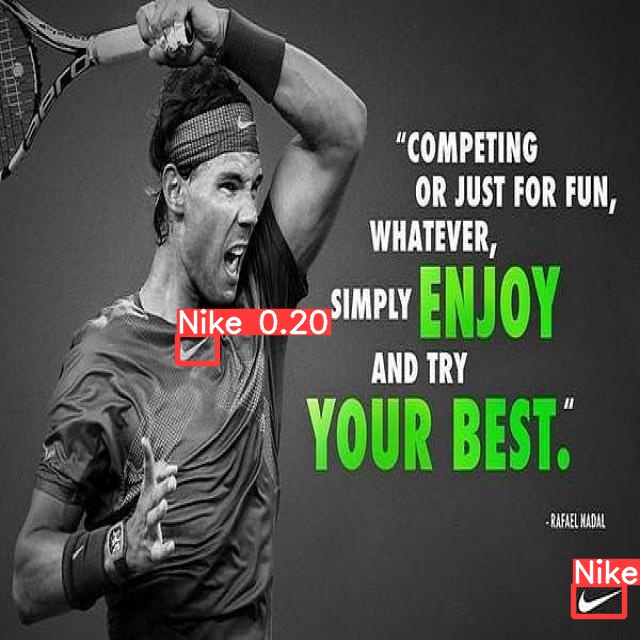 “COMPETING
OR JUST FOR FUN,
WHATEVER,
SIMPLY ENJOY
AND TRY
YOUR BEST.“
- RAFAEL NADAL
Nike 0.20
Nike